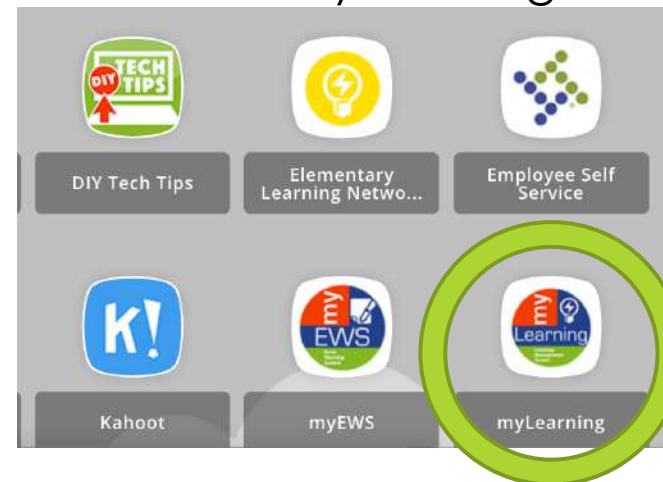 DIY
TECH
TIPS
DIY Tech Tips
Elementary
Learning Netwo...
Employee Self
Service
K!
Kahoot
my
EWS
myEWS
my
Learning
myLearning